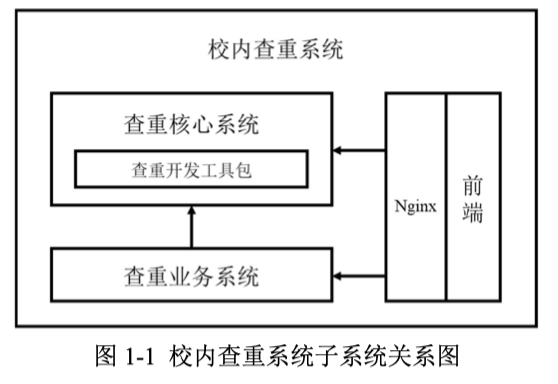 校内查重系统
查重核心系统
查重开发工具包
查重业务系统
Nginx
前端
图 1-1 校内查重系统子系统关系图